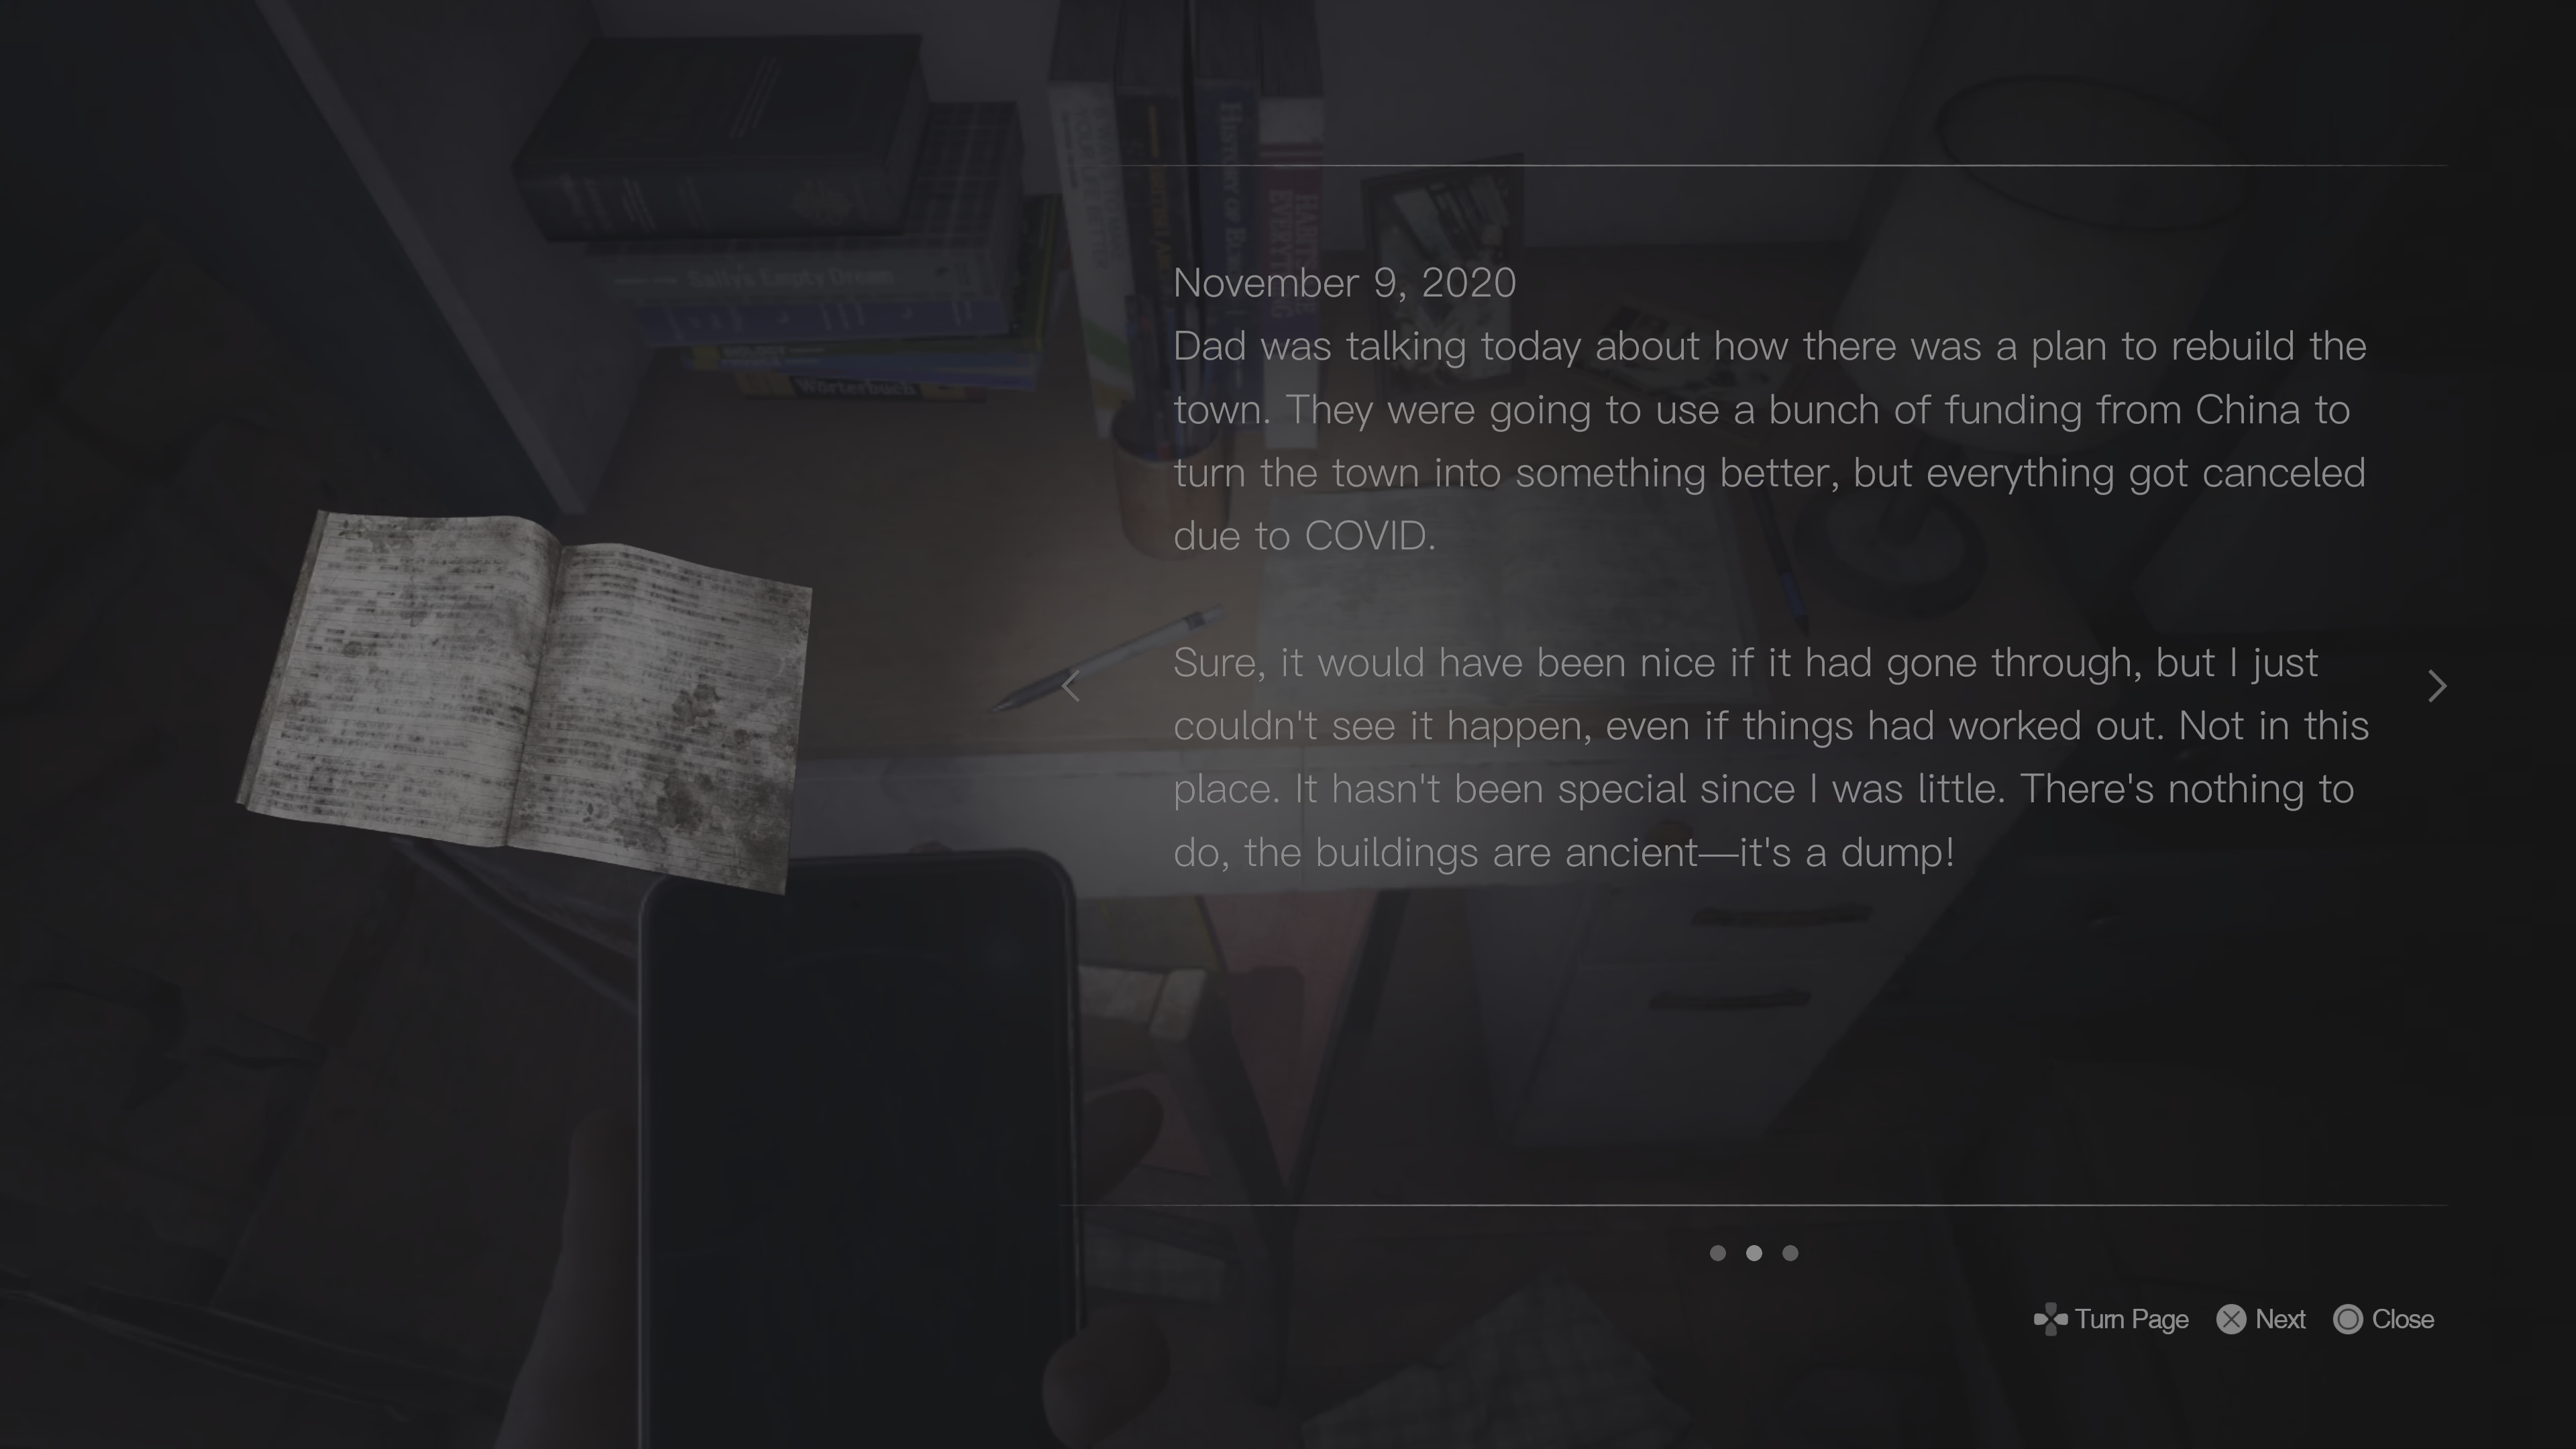 Sally's Empty Dream
Wörterbuch
November 9, 2020
Dad was talking today about how there was a plan to rebuild the
town. They were going to use a bunch of funding from China to
turn the town into something better, but everything got canceled
due to COVID.
Sure, it would have been nice if it had gone through, but I just
couldn't see it happen, even if things had worked out. Not in this
place. It hasn't been special since I was little. There's nothing to
do, the buildings are ancient—it's a dump!
Turn Page Next Close